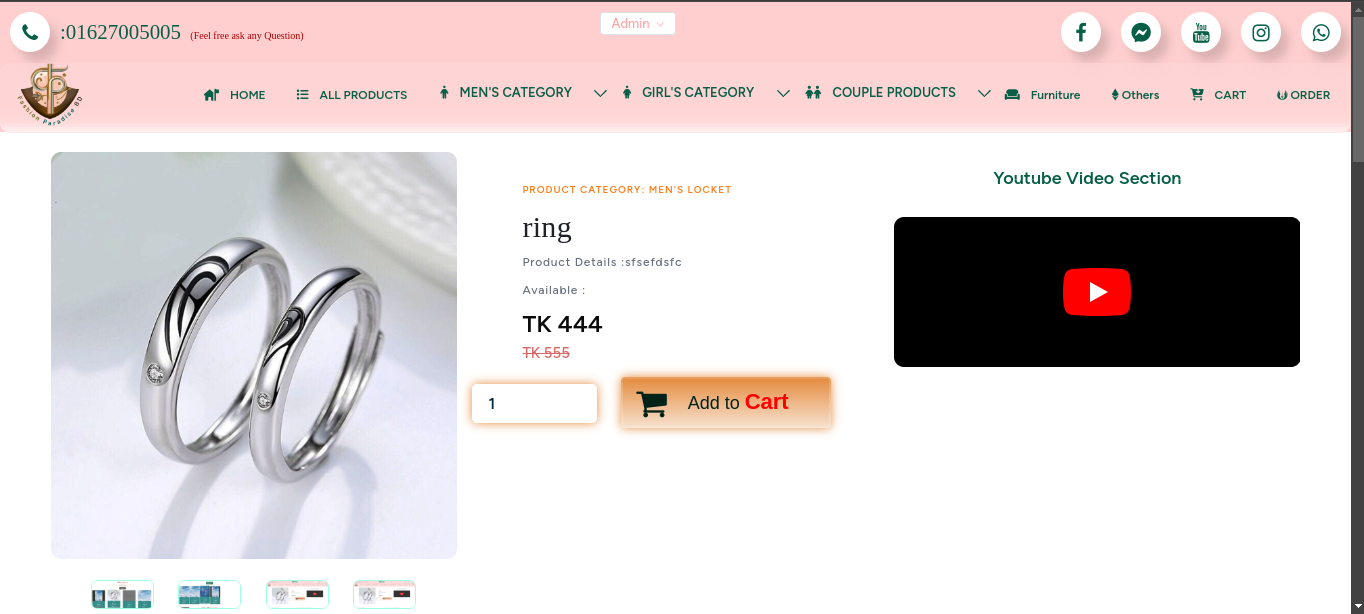 :01627005005 (Feel free ask any Question)
Admin
You Tube
Fashion Paradise BD
HOME
ALL PRODUCTS
MEN'S CATEGORY
GIRL'S CATEGORY
COUPLE PRODUCTS
Furniture
Others
CART
ORDER
PRODUCT CATEGORY: MEN'S LOCKET
ring
Product Details :sfsefdsfc
Available :
TK 444
TK 555
1
Add to Cart
Youtube Video Section